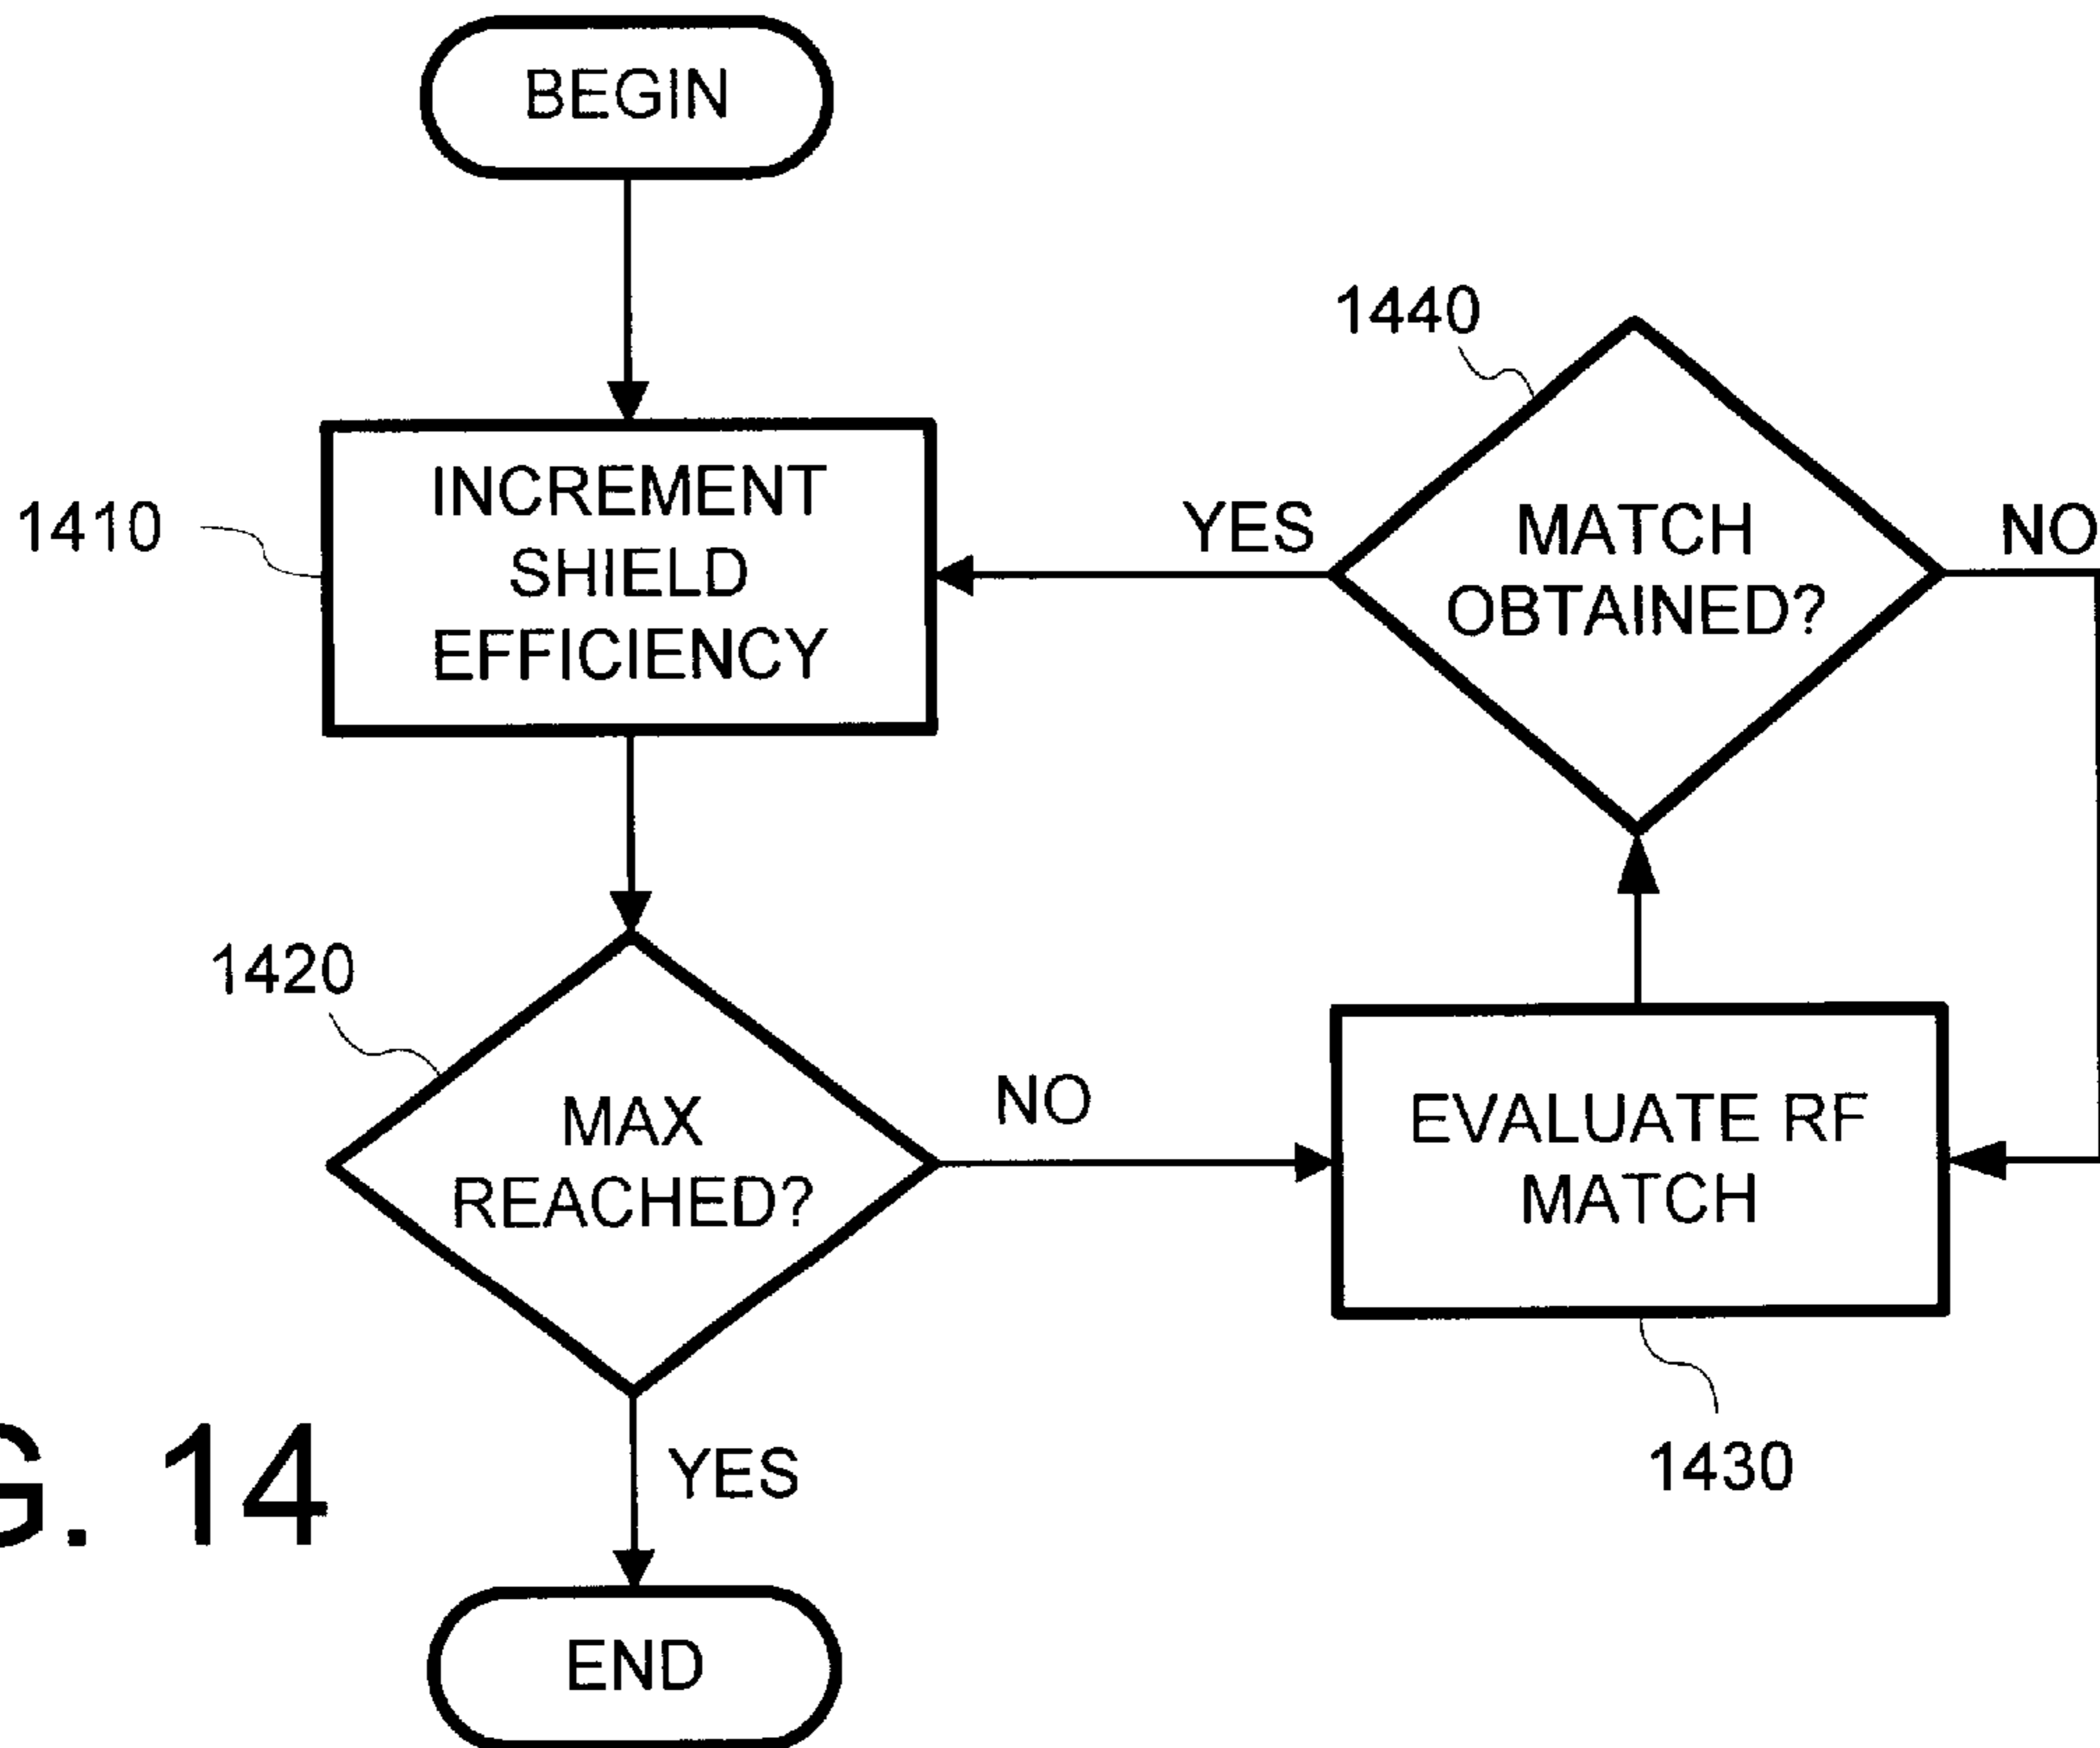 BEGIN
1440
INCREMENT
SHIELD
EFFICIENCY
1410
YES
MATCH
OBTAINED?
NO
1420
MAX
REACHED?
NO
EVALUATE RF
MATCH
1430
YES
G. 14
END